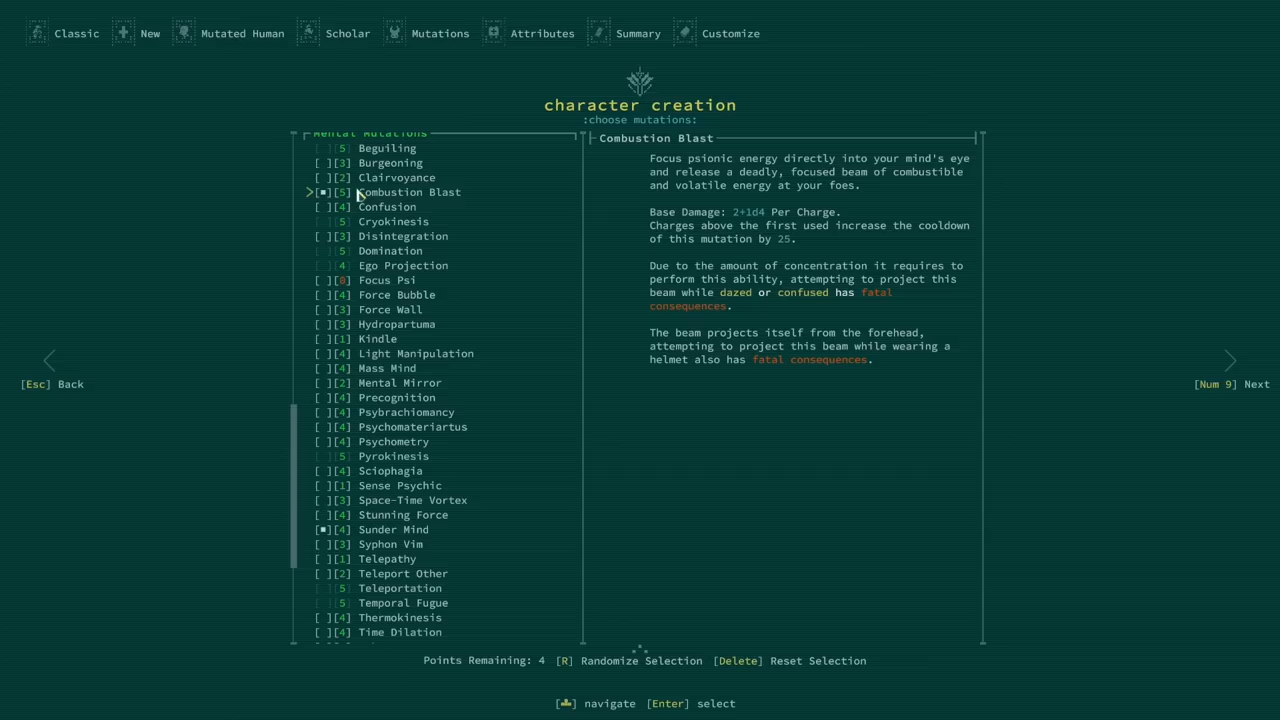 Classic New Mutated Human Scholar Mutations Attributes Summary Customize
character creation
:choose mutations:
Mental Mutations
[ ][5] Beguiling
[ ][3] Burgeoning
[ ][2] Clairvoyance
>[■][5] Combustion Blast
[ ][4] Confusion
[ ][5] Cryokinesis
[ ][3] Disintegration
[ ][5] Domination
[ ][4] Ego Projection
[ ][0] Focus Psi
[ ][4] Force Bubble
[ ][3] Force Wall
[ ][3] Hydropartuma
[ ][1] Kindle
[ ][4] Light Manipulation
[ ][4] Mass Mind
[ ][2] Mental Mirror
[ ][4] Precognition
[ ][4] Psybrachiomancy
[ ][4] Psychomateriartus
[ ][4] Psychometry
[ ][5] Pyrokinesis
[ ][4] Sciophagia
[ ][1] Sense Psychic
[ ][3] Space-Time Vortex
[ ][4] Stunning Force
[■][4] Sunder Mind
[ ][3] Syphon Vim
[ ][1] Telepathy
[ ][2] Teleport Other
[ ][5] Teleportation
[ ][5] Temporal Fugue
[ ][4] Thermokinesis
[ ][4] Time Dilation
Combustion Blast
Focus psionic energy directly into your mind's eye
and release a deadly, focused beam of combustible
and volatile energy at your foes.
Base Damage: 2+1d4 Per Charge.
Charges above the first used increase the cooldown
of this mutation by 25.
Due to the amount of concentration it requires to
perform this ability, attempting to project this
beam while dazed or confused has fatal
consequences.
The beam projects itself from the forehead,
attempting to project this beam while wearing a
helmet also has fatal consequences.
[Esc] Back
[Num 9] Next
Points Remaining: 4 [R] Randomize Selection [Delete] Reset Selection
navigate [Enter] select